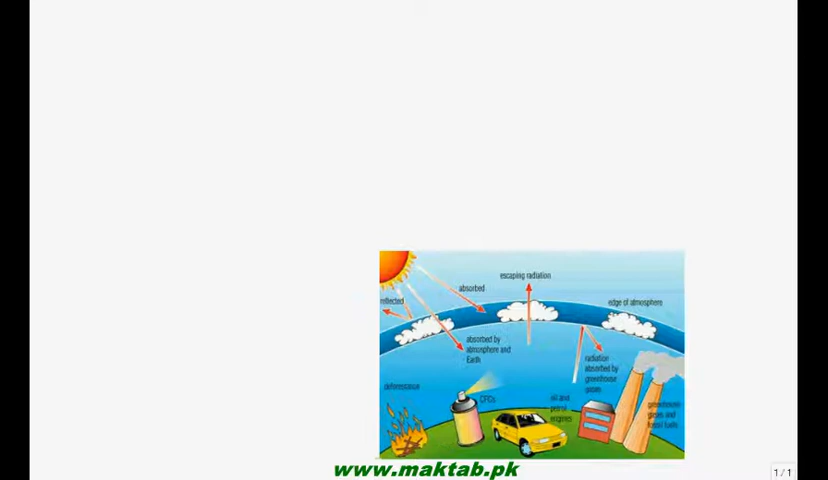 escaping radiation
absorbed
reflected
edge of atmosphere
absorbed by
atmosphere and
Earth
radiation
absorbed by
greenhouse
gases
deforestation
CFCs
oil and
petrol
engines
greenhouse
gases and
fossil fuels
www.maktab.pk
1 / 1